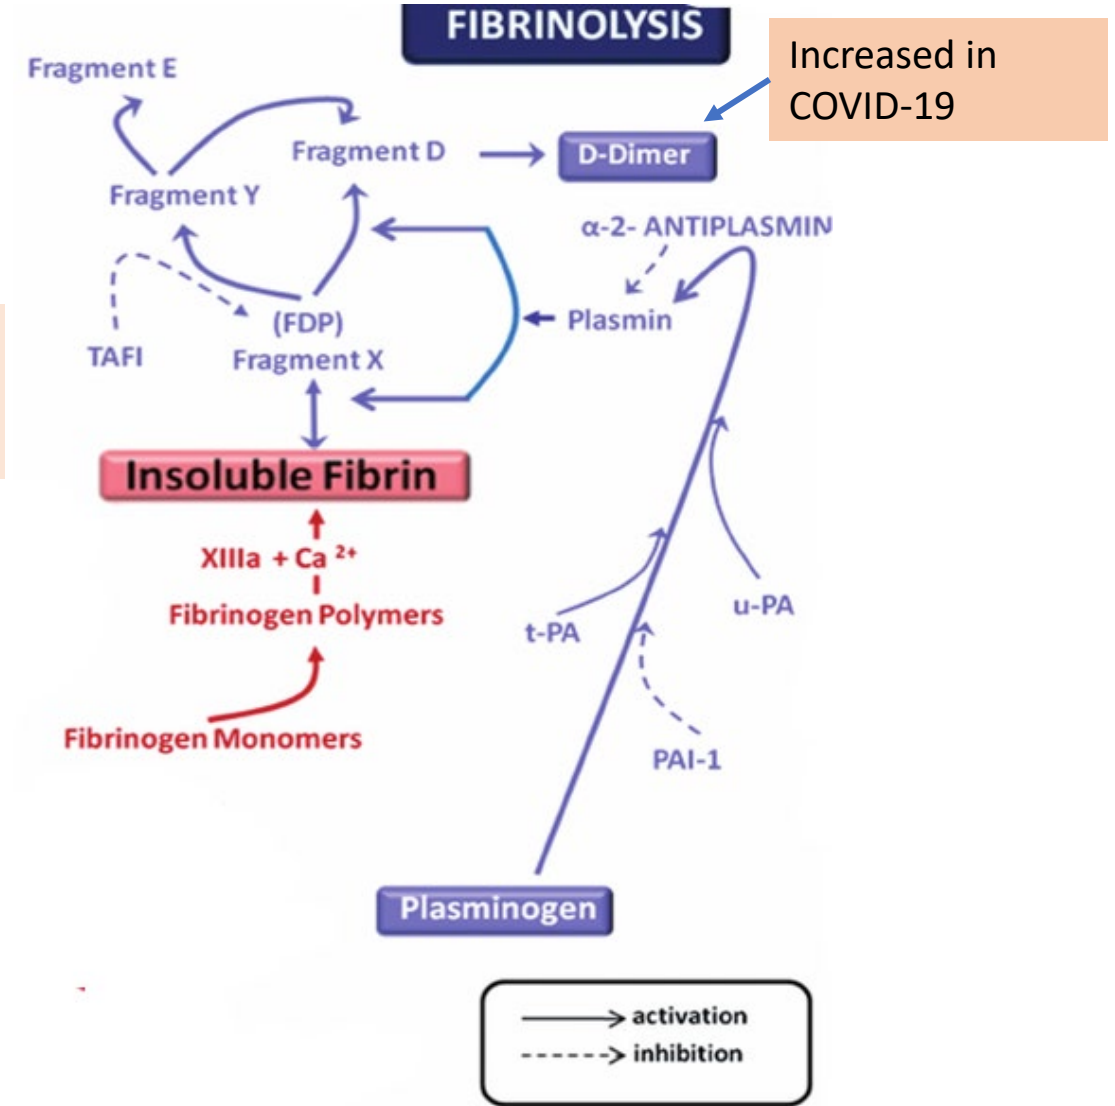 FIBRINOLYSIS
Increased in
COVID-19
Fragment E
Fragment D
D-Dimer
Fragment Y
α-2- ANTIPLASMIN
(FDP)
Fragment X
Plasmin
TAFI
Insoluble Fibrin
XIIIa + Ca 2+
Fibrinogen Polymers
t-PA
u-PA
Fibrinogen Monomers
PAI-1
Plasminogen
activation
inhibition